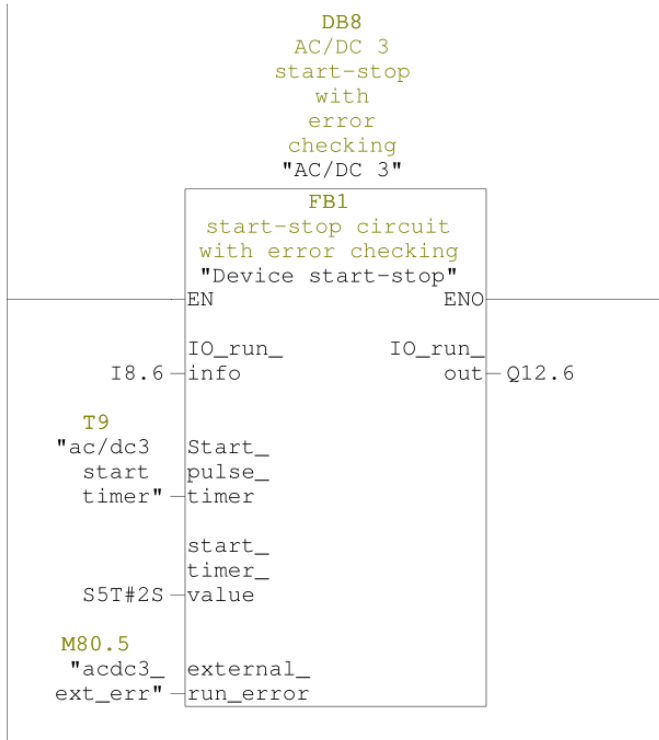 DB8
AC/DC 3
start-stop
with
error
checking
"AC/DC 3"
FB1
start-stop circuit
with error checking
"Device start-stop"
EN ENO
IO_run_ IO_run_
I8.6 info out Q12.6
T9
"ac/dc3 Start_
start pulse_
timer" timer
start_
timer_
S5T#2S value
M80.5
"acdc3_ external_
ext_err" run_error